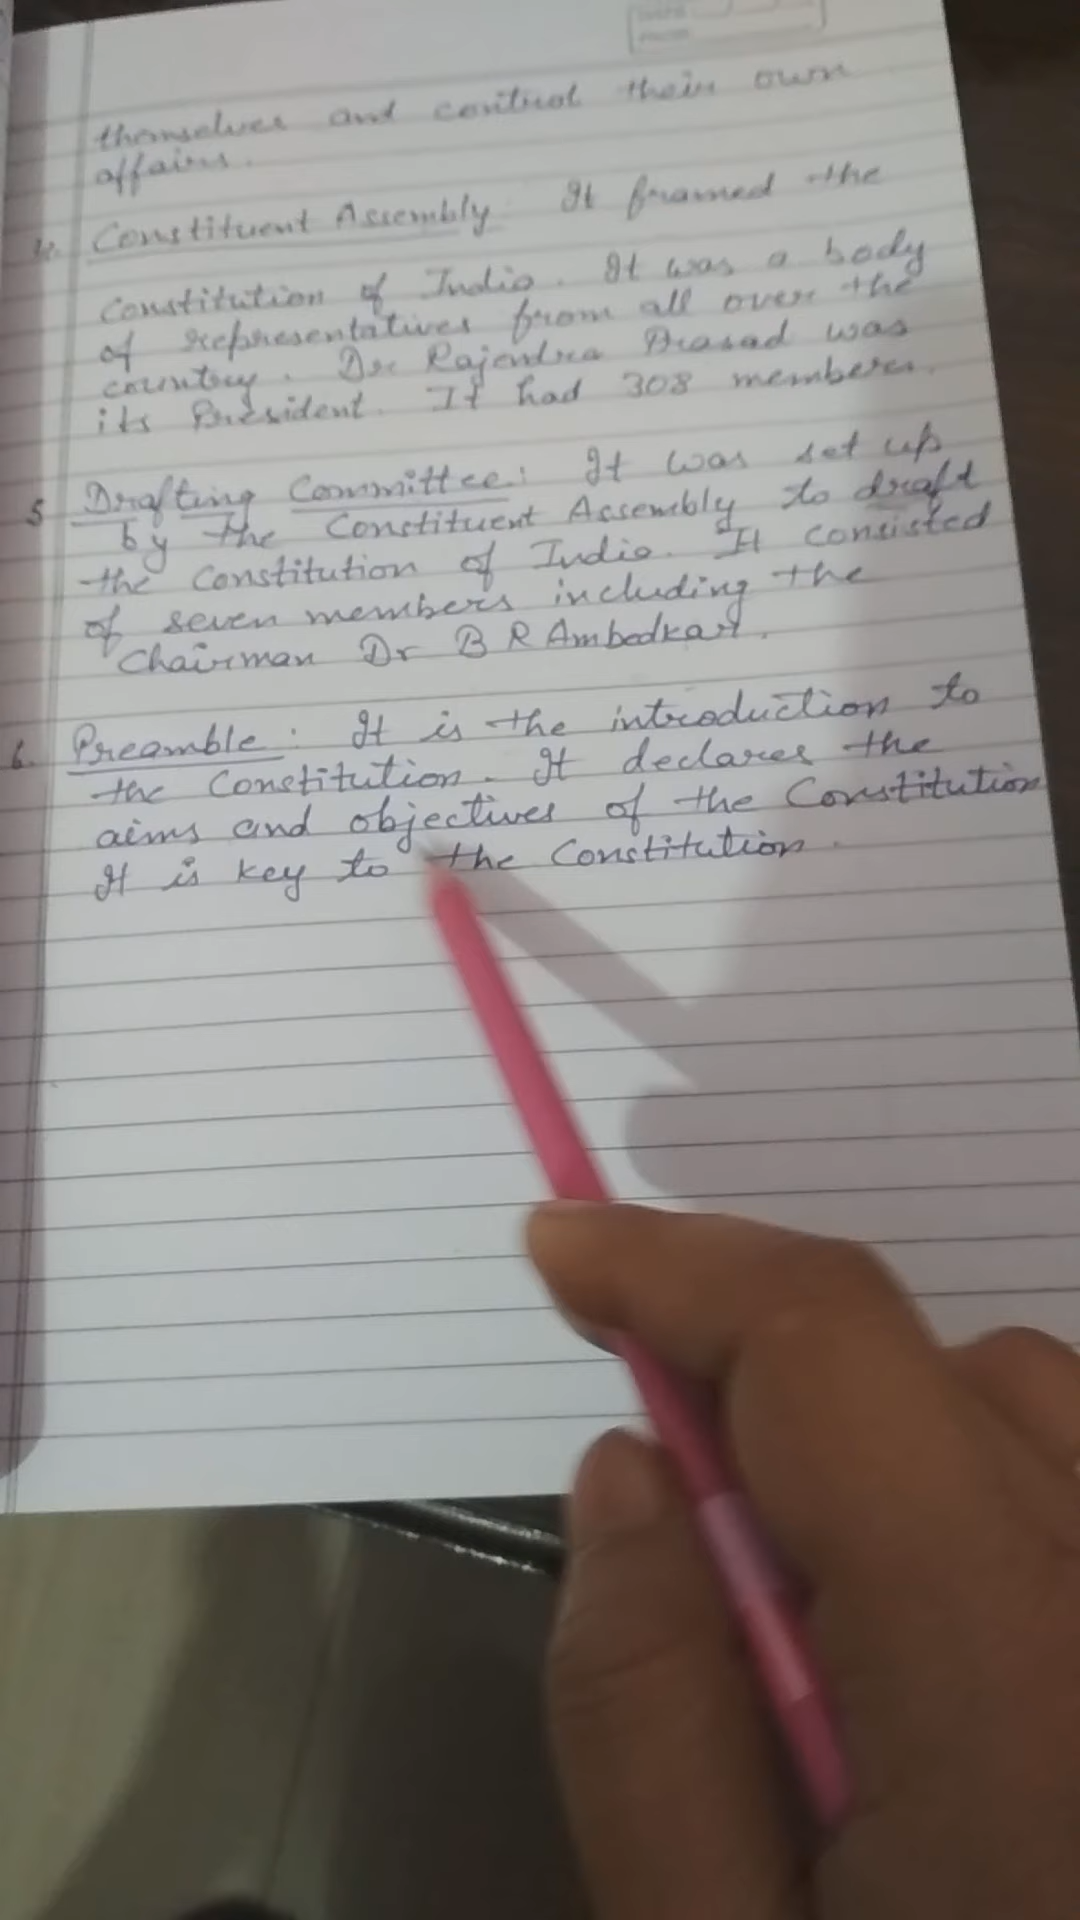 themselves and control their own
affairs.
4. Constituent Assembly It framed the
Constitution of India. It was a body
of representatives from all over the
country. Dr. Rajendra Prasad was
its President. It had 308 members.
5 Drafting Committee: It was set up
by the Constituent Assembly to draft
the Constitution of India. It consisted
of seven members including the
Chairman Dr B R Ambedkar.
6. Preamble: It is the introduction to
the Constitution. It declares the
aims and objectives of the Constitution
It is key to the Constitution.